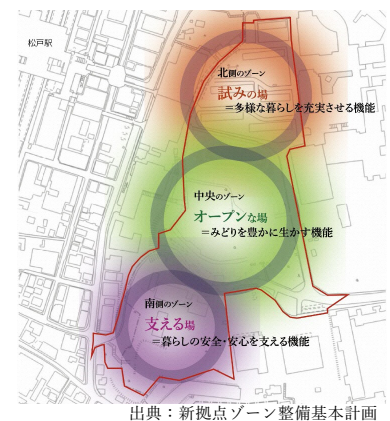 松戸駅
北側のゾーン
試みの場
＝多様な暮らしを充実させる機能
中央のゾーン
オープンな場
＝みどりを豊かに生かす機能
南側のゾーン
支える場
＝暮らしの安全・安心を支える機能
出典：新拠点ゾーン整備基本計画